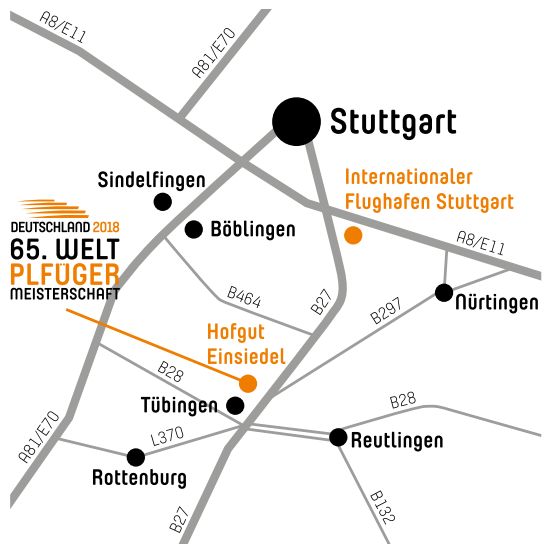 A8/E11
A81/E70
Stuttgart
Sindelfingen
Internationaler
Flughafen Stuttgart
DEUTSCHLAND 2018
65. WELT
PLFÜGER
MEISTERSCHAFT
Böblingen
A8/E11
B464
B27
B297
Nürtingen
Hofgut
Einsiedel
B28
Tübingen
B28
A81/E70
L370
Reutlingen
Rottenburg
B27
B132